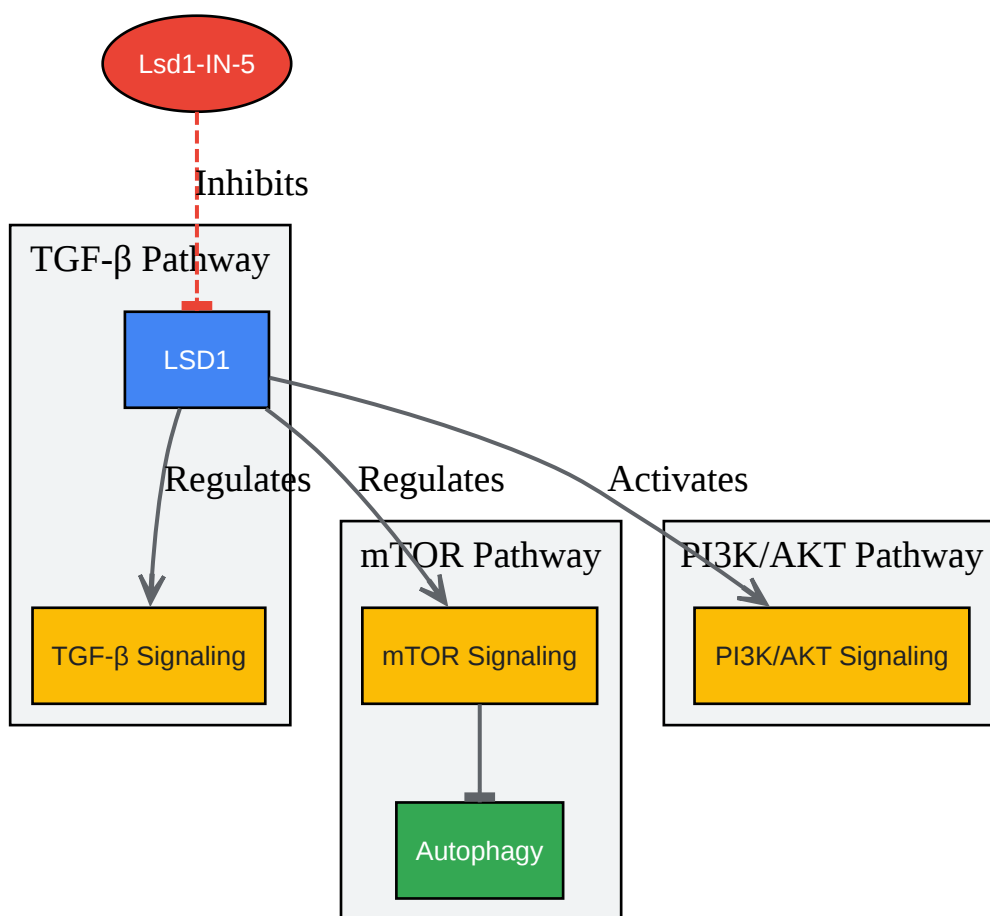 Lsd1-IN-5
Inhibits
TGF-β Pathway
LSD1
Regulates
Regulates
Activates
mTOR Pathway
PI3K/AKT Pathway
TGF-β Signaling
mTOR Signaling
PI3K/AKT Signaling
Autophagy